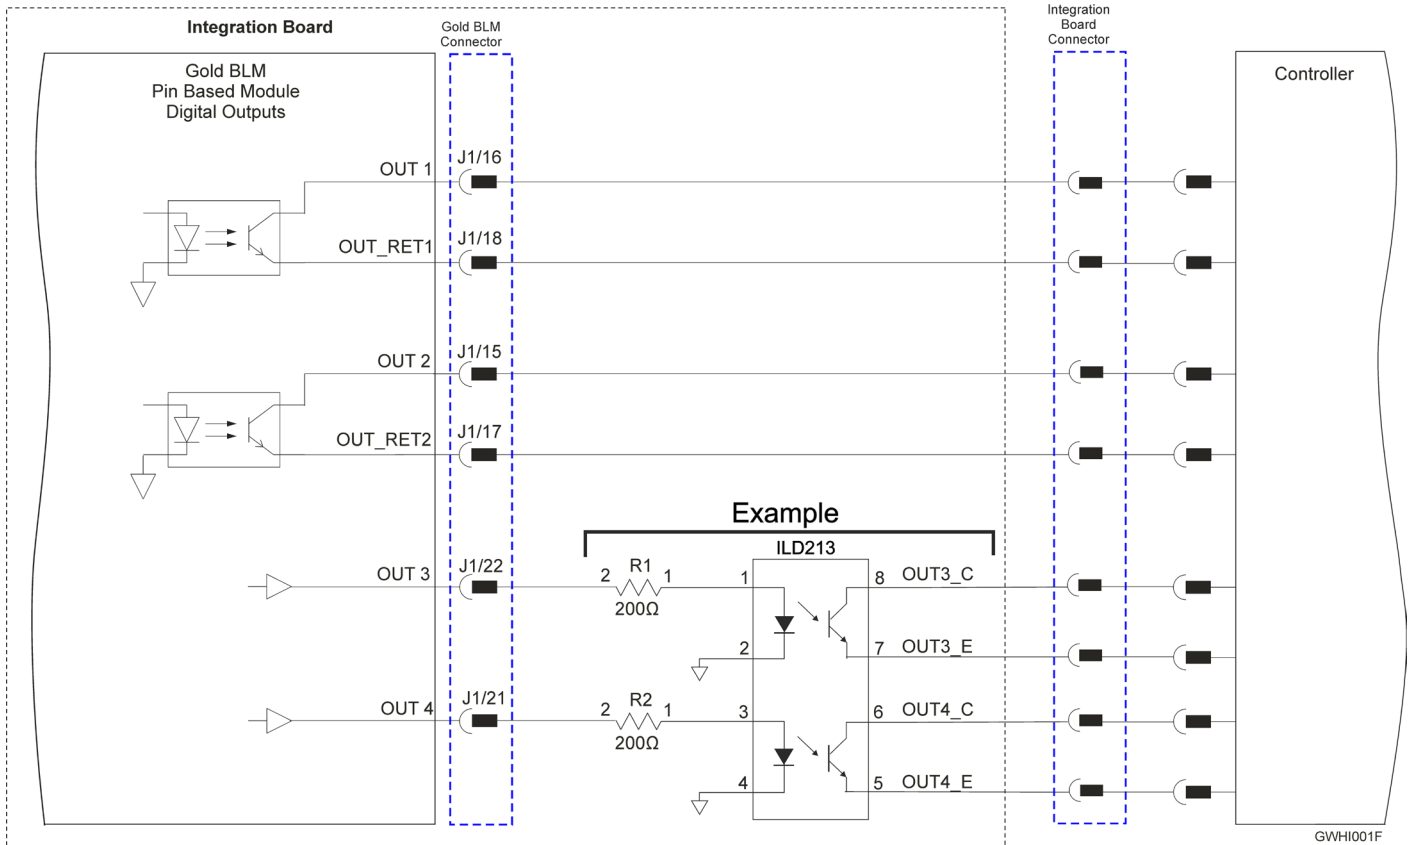 Integration Board
Gold BLM
Connector
Integration
Board
Connector
Gold BLM
Pin Based Module
Digital Outputs
Controller
OUT 1
J1/16
OUT_RET1
J1/18
OUT 2
J1/15
OUT_RET2
J1/17
Example
ILD213
OUT 3
J1/22
2
R1
1
200Ω
1
8
OUT3_C
2
7
OUT3_E
OUT 4
J1/21
2
R2
1
200Ω
3
6
OUT4_C
4
5
OUT4_E
GWHI001F